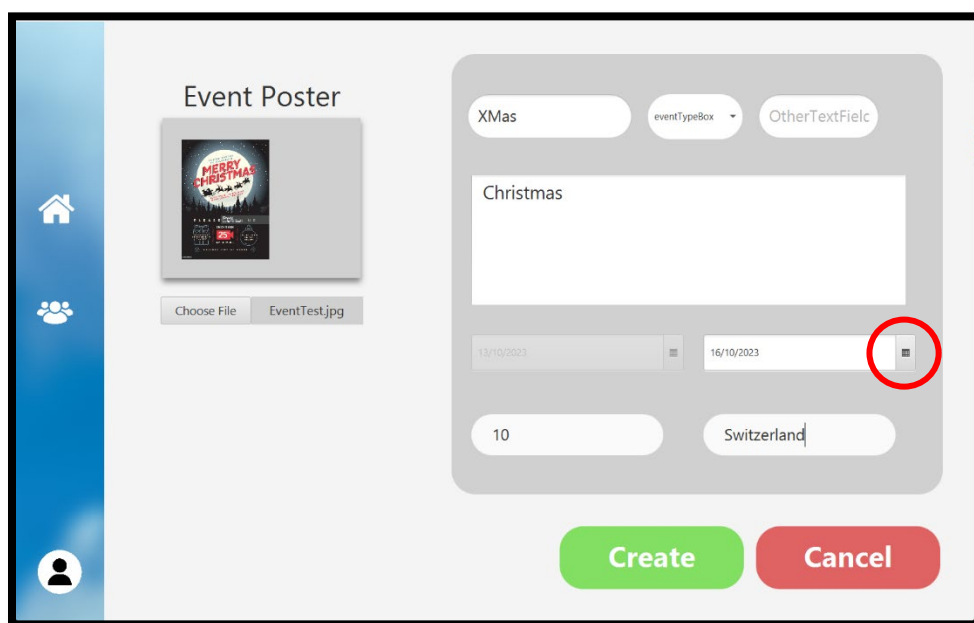 Event Poster
MERRY
CHRISTMAS
25
Choose File
EventTest.jpg
XMas
eventTypeBox
OtherTextFielc
Christmas
13/10/2023
16/10/2023
10
Switzerland
Create
Cancel